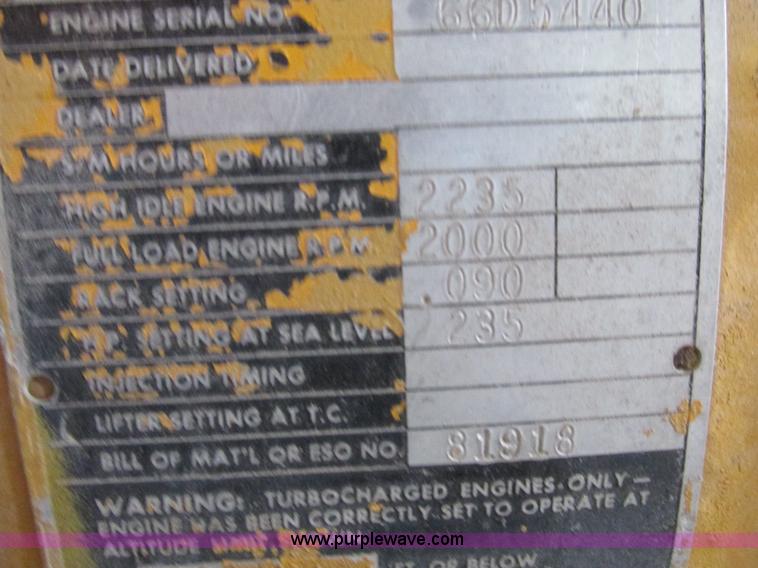 ENGINE SERIAL NO. 66D5440
DATE DELIVERED
DEALER
S/M HOURS OR MILES
HIGH IDLE ENGINE R.P.M. 2235
FULL LOAD ENGINE R.P.M. 2000
RACK SETTING 090
H.P. SETTING AT SEA LEVEL 2235
INJECTION TIMING
LIFTER SETTING AT T.C.
BILL OF MAT'L OR ESO NO. 81918
WARNING: TURBOCHARGED ENGINES ONLY—
ENGINE HAS BEEN CORRECTLY SET TO OPERATE AT
ALTITUDE
www.purplewave.com
FT. OR BELOW